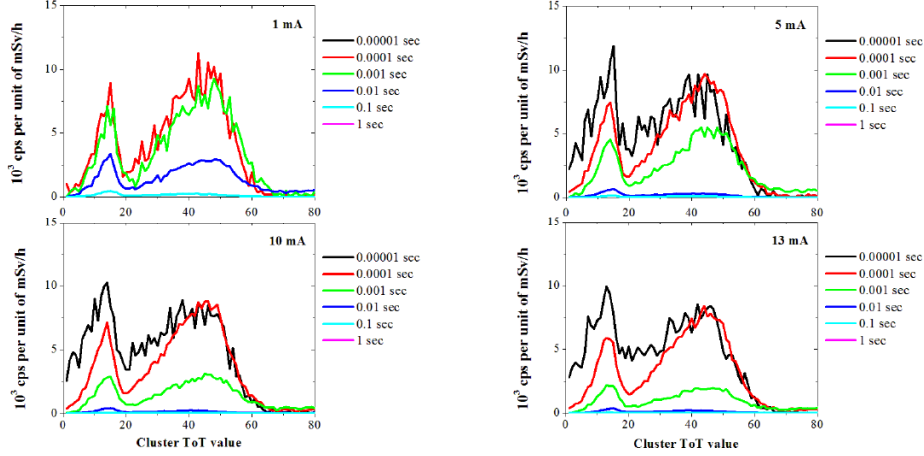 15
1 mA
0.00001 sec
0.0001 sec
0.001 sec
0.01 sec
0.1 sec
1 sec
10
5
0
0 20 40 60 80
10³ cps per unit of mSv/h
15
5 mA
0.00001 sec
0.0001 sec
0.001 sec
0.01 sec
0.1 sec
1 sec
10
5
0
0 20 40 60 80
10³ cps per unit of mSv/h
15
10 mA
0.00001 sec
0.0001 sec
0.001 sec
0.01 sec
0.1 sec
1 sec
10
5
0
0 20 40 60 80
10³ cps per unit of mSv/h
Cluster ToT value
15
13 mA
0.00001 sec
0.0001 sec
0.001 sec
0.01 sec
0.1 sec
1 sec
10
5
0
0 20 40 60 80
10³ cps per unit of mSv/h
Cluster ToT value